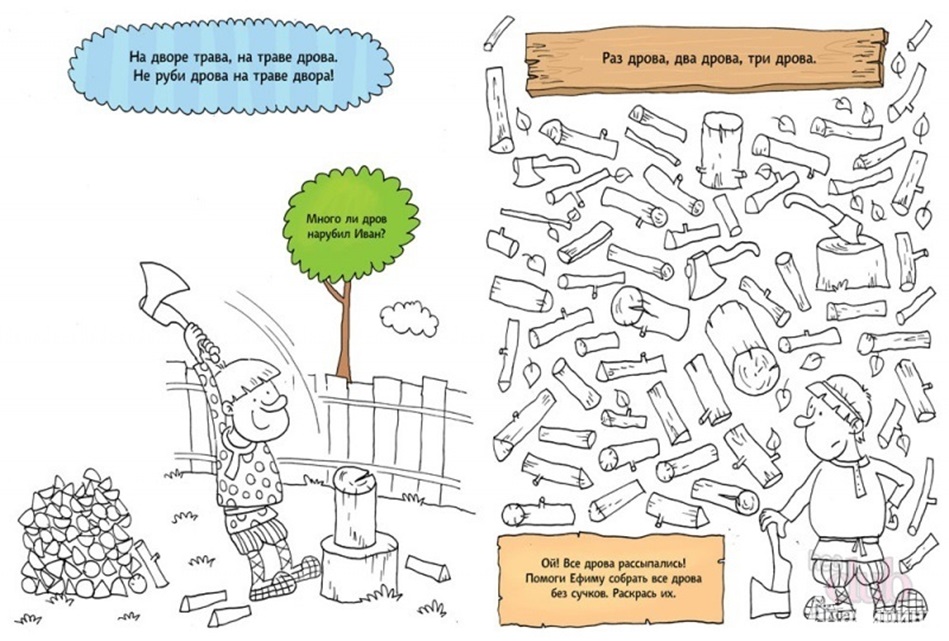 На дворе трава, на траве дрова.
Не руби дрова на траве двора!
Много ли дров
нарубил Иван?
Раз дрова, два дрова, три дрова.
Ой! Все дрова рассыпались!
Помоги Ефиму собрать все дрова
без сучков. Раскрась их.